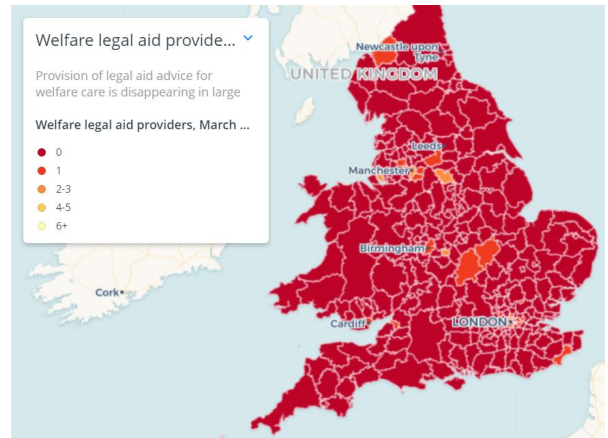 Welfare legal aid provide...
Provision of legal aid advice for
welfare care is disappearing in large
Welfare legal aid providers, March ...
0
1
2-3
4-5
6+
Newcastle upon
Tyne
UNITED KINGDOM
Leeds
Manchester
Birmingham
Cork
Cardiff
LONDON